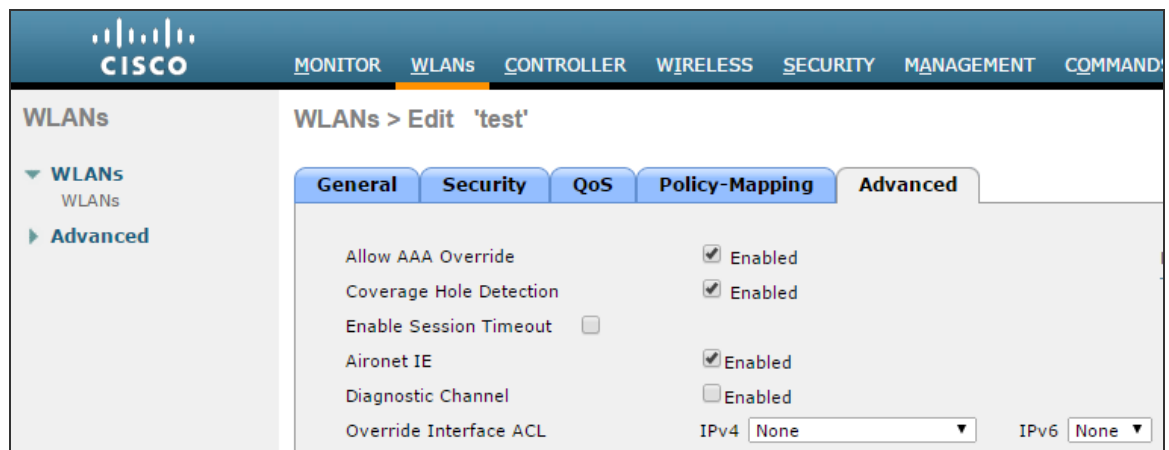 CISCO
MONITOR WLANs CONTROLLER WIRELESS SECURITY MANAGEMENT
WLANs
WLANs > Edit 'test'
WLANs
WLANs
Advanced
General Security QoS Policy-Mapping Advanced
Allow AAA Override Enabled
Coverage Hole Detection Enabled
Enable Session Timeout
Aironet IE Enabled
Diagnostic Channel Enabled
Override Interface ACL IPv4 None IPv6 None